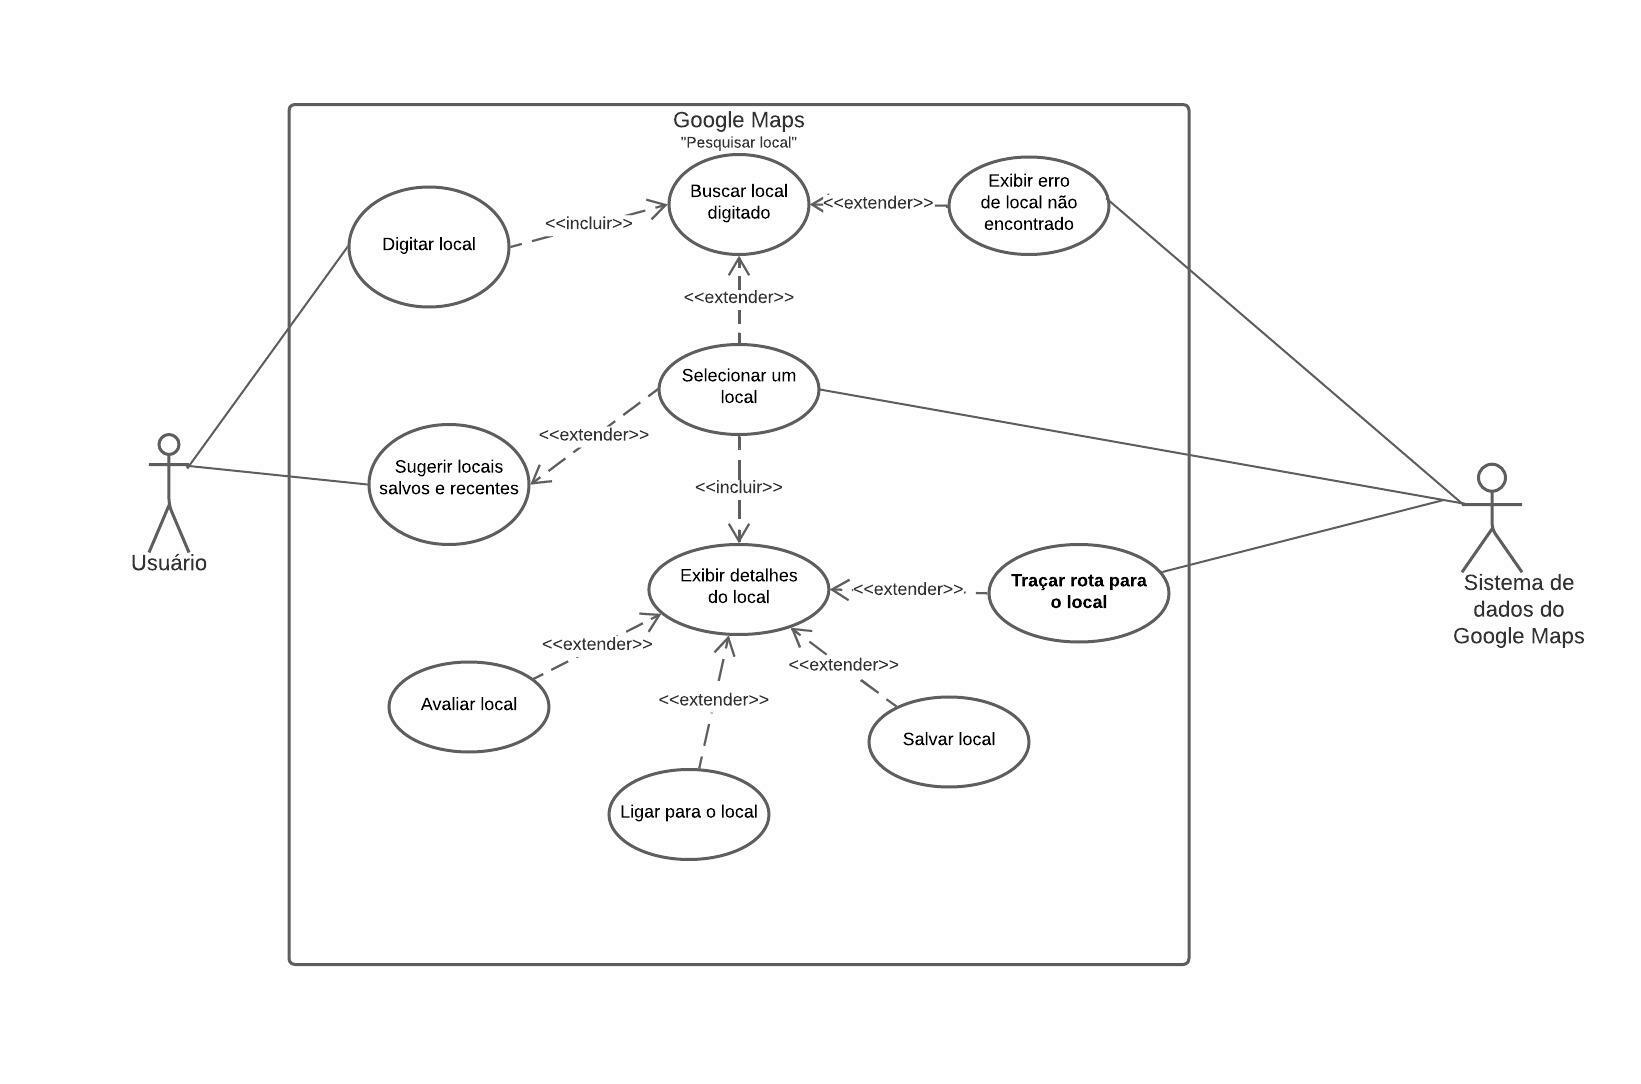 Google Maps
"Pesquisar local"
Buscar local
digitado
Exibir erro
de local não
encontrado
<<extender>>
<<incluir>>
Digitar local
<<extender>>
Selecionar um
local
<<extender>>
Sugerir locais
salvos e recentes
<<incluir>>
Usuário
Exibir detalhes
do local
<<extender>>
Traçar rota para
o local
Sistema de
dados do
Google Maps
<<extender>>
<<extender>>
<<extender>>
Avaliar local
Salvar local
Ligar para o local